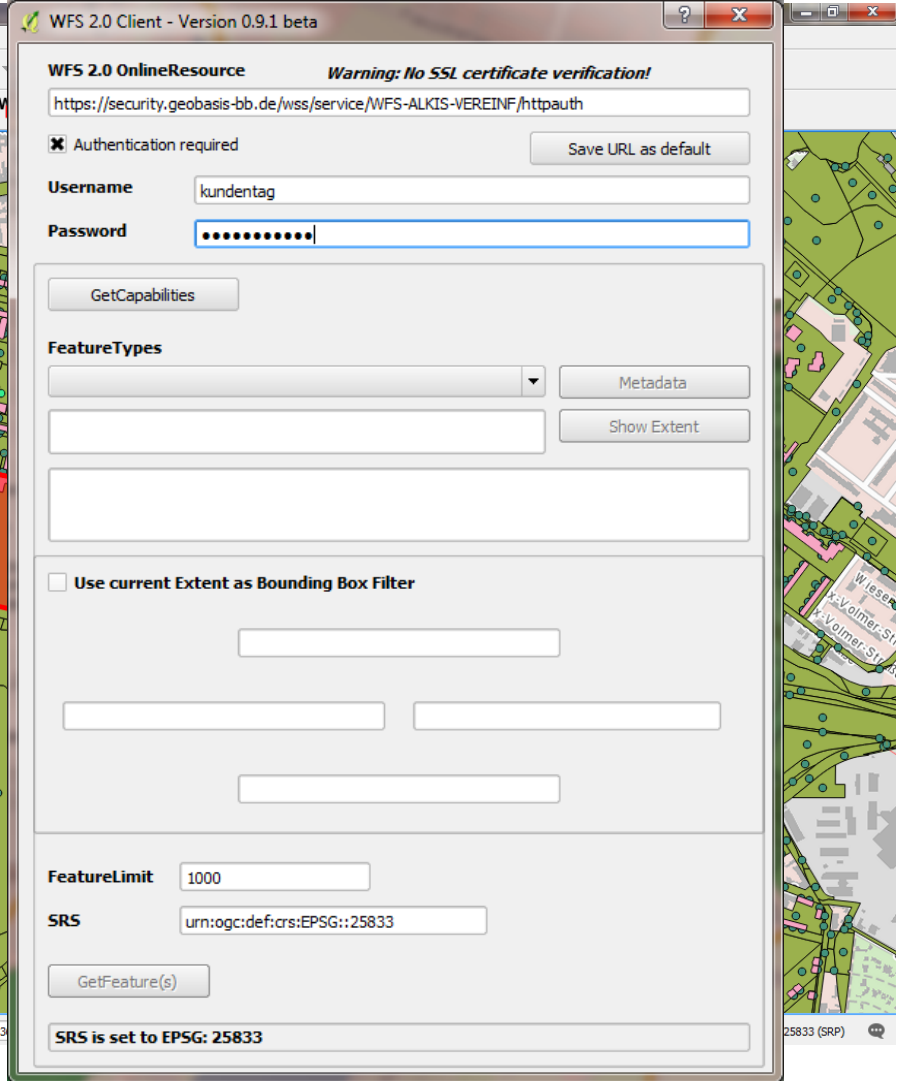 WFS 2.0 Client - Version 0.9.1 beta
WFS 2.0 OnlineResource
Warning: No SSL certificate verification!
https://security.geobasis-bb.de/wss/service/WFS-ALKIS-VEREINF/httpauth
Authentication required
Save URL as default
Username
kundentag
Password
GetCapabilities
FeatureTypes
Metadata
Show Extent
Use current Extent as Bounding Box Filter
FeatureLimit
1000
SRS
urn:ogc:def:crs:EPSG::25833
GetFeature(s)
SRS is set to EPSG: 25833
25833 (SRP)